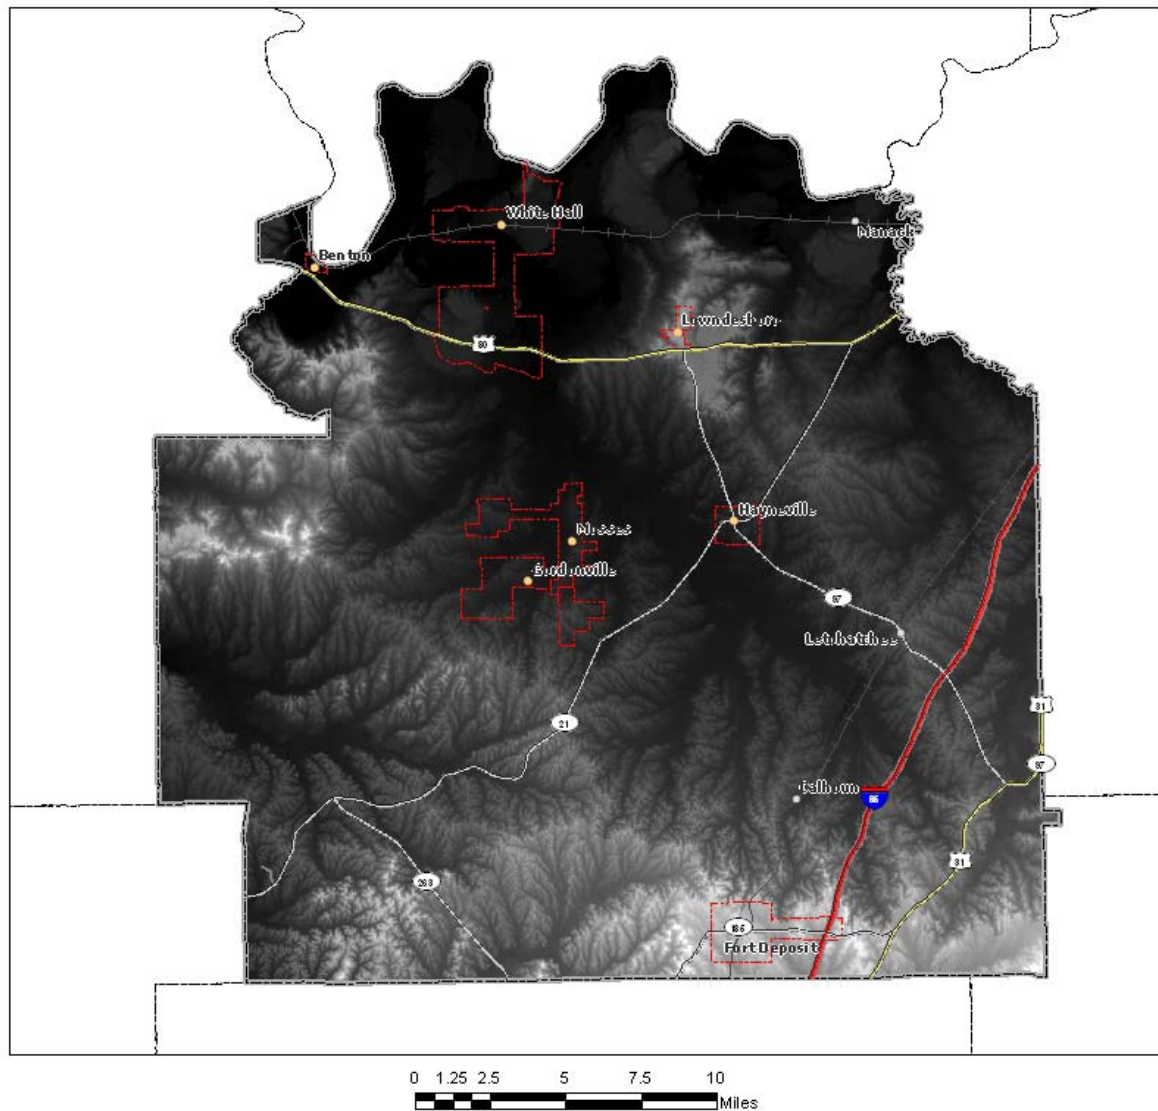 White Hall
Manack
Benton
Lowndesboro
80
Mosses
Hayneville
Gordonville
97
Letohatchee
21
31
97
Calhoun
65
31
263
185
Fort Deposit
0 1.25 2.5 5 7.5 10
Miles